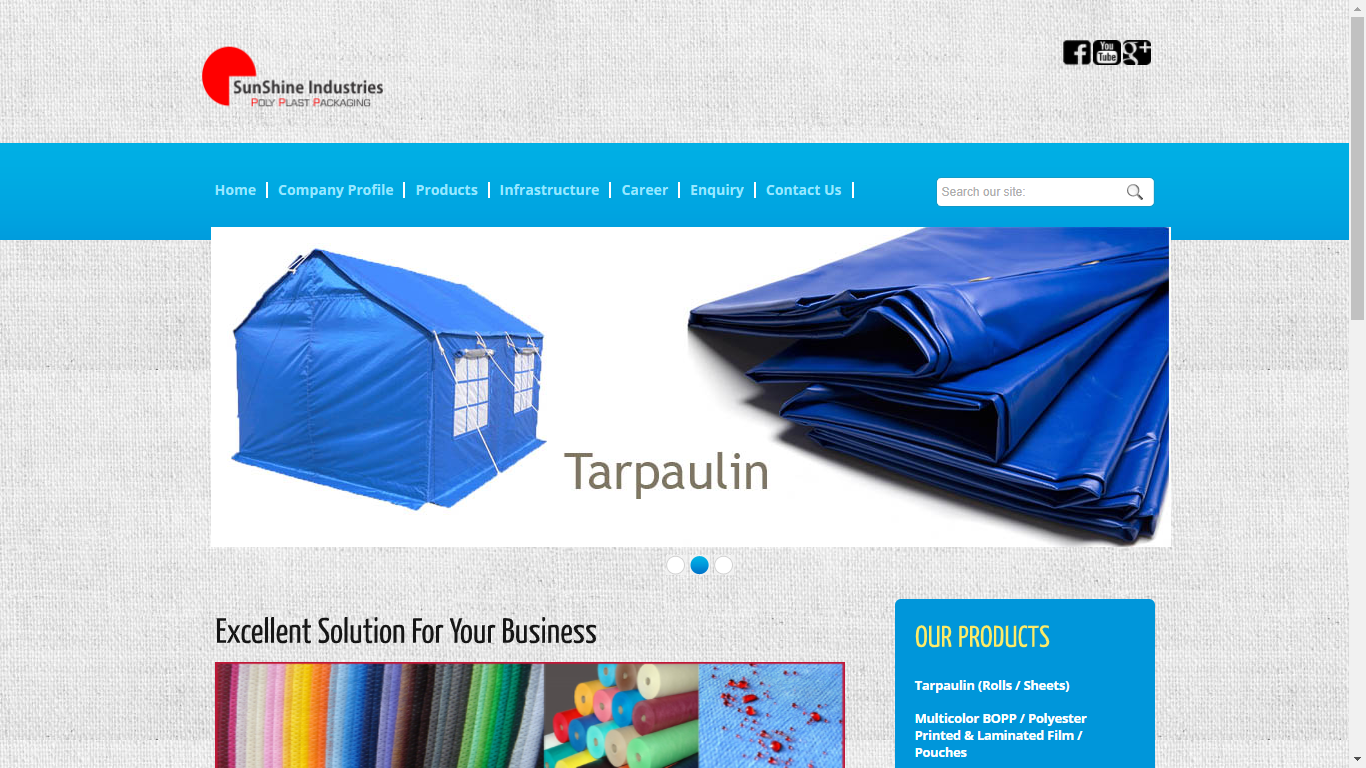 SunShine Industries
POLY PLAST PACKAGING
You
Tube
g+
Home
Company Profile
Products
Infrastructure
Career
Enquiry
Contact Us
Search our site:
Tarpaulin
Excellent Solution For Your Business
OUR PRODUCTS
Tarpaulin (Rolls / Sheets)
Multicolor BOPP / Polyester
Printed & Laminated Film /
Pouches